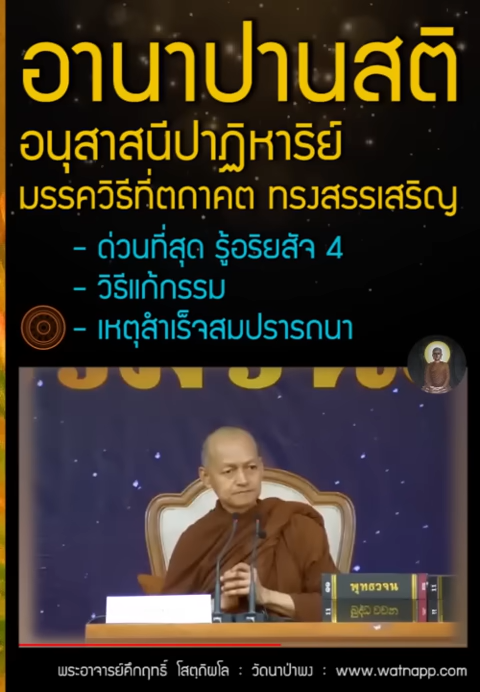 อานาปานสติ
อนุสาสนีปาฏิหาริย์
มรรควิธีที่ตถาคต ทรงสรรเสริญ
- ด่วนที่สุด รู้อริยสัจ 4
- วิธีแก้กรรม
- เหตุสำเร็จสมปรารถนา
พุทธวจน
พระอาจารย์คึกฤทธิ์ โสตฺถิผโล : วัดนาป่าพง : www.watnapp.com